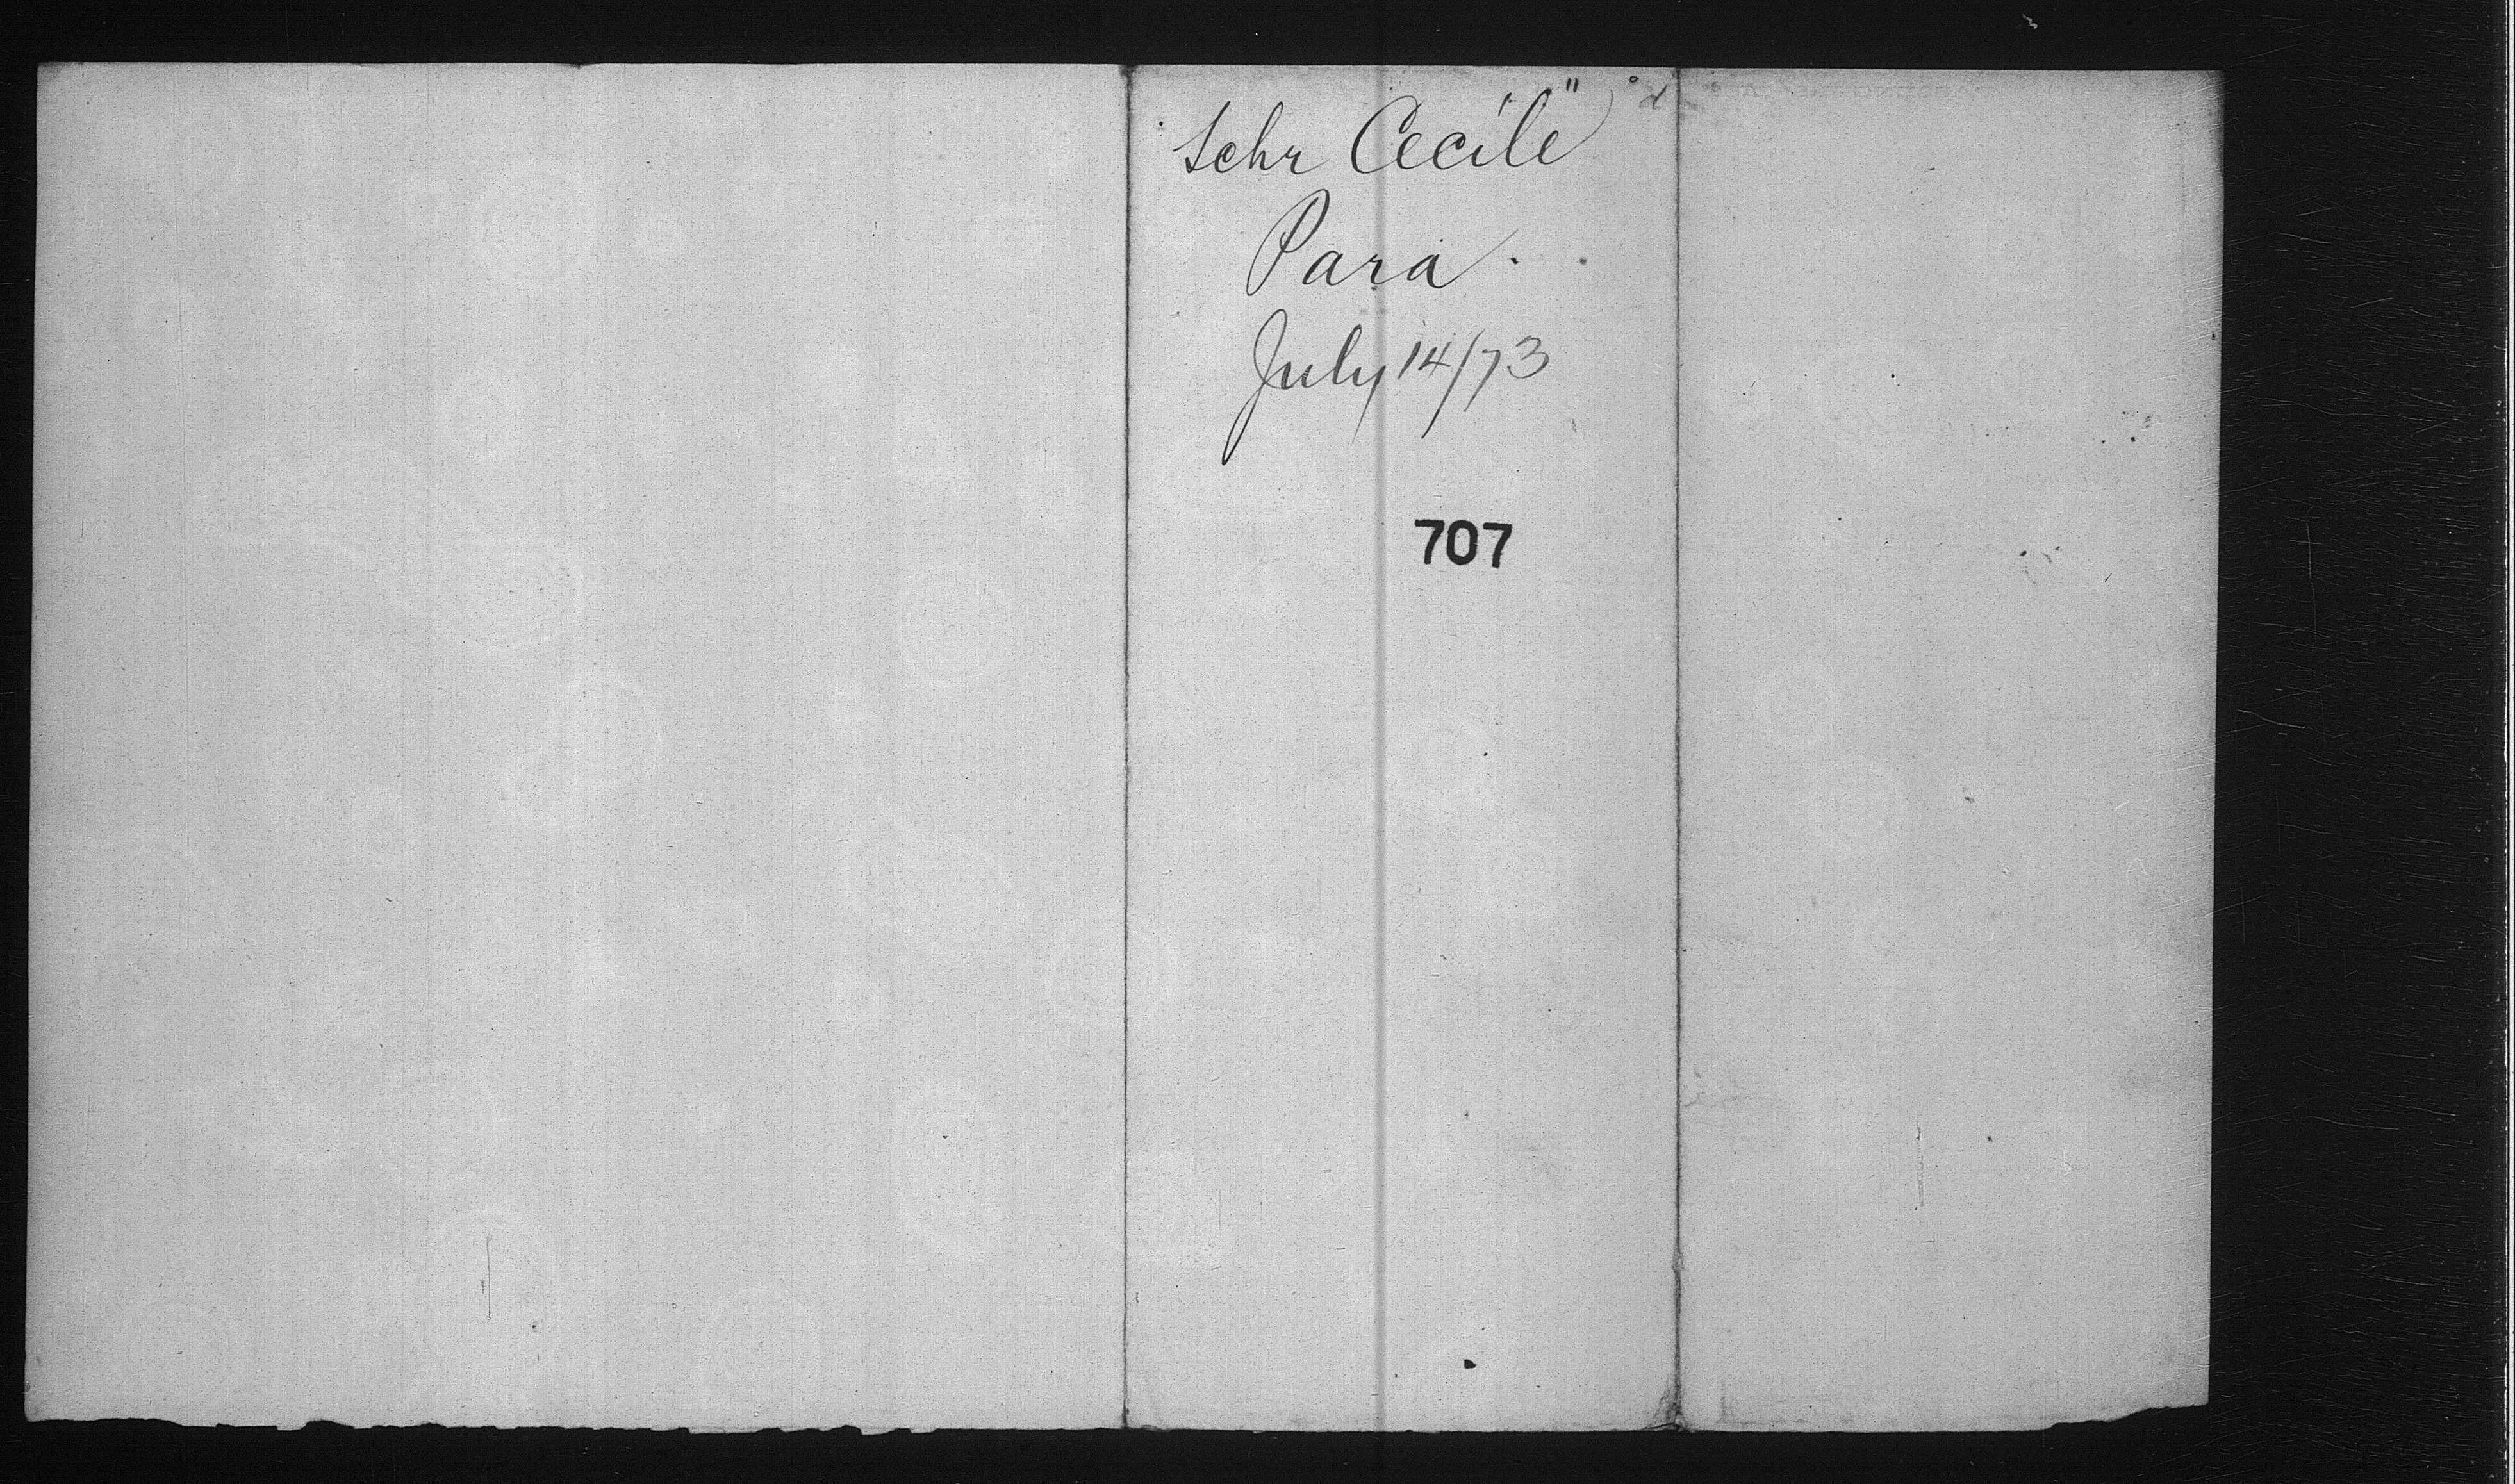 Schr Cecile"
Para.
July 14/73
707